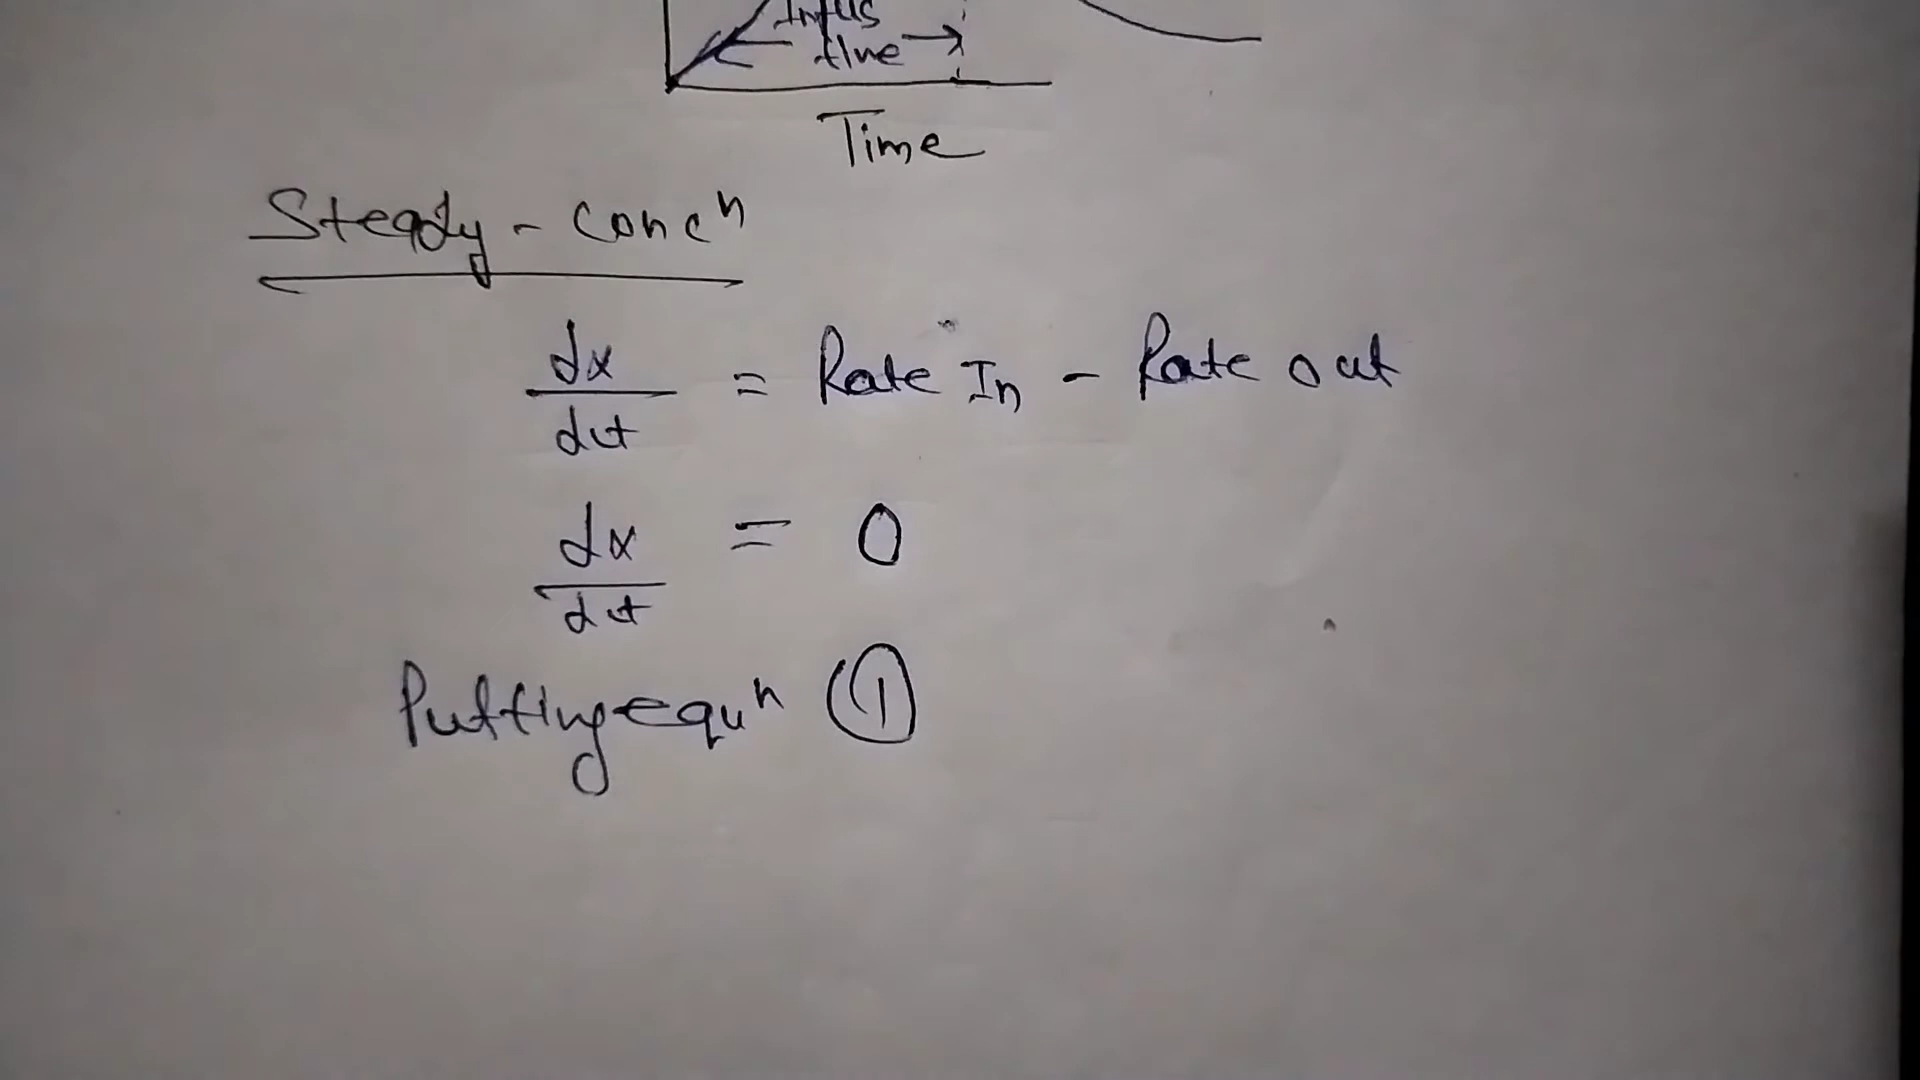 Infus
time
Time
Steady - concⁿ
dx/dt = Rate In - Rate out
dx/dt = 0
Putting equⁿ ①